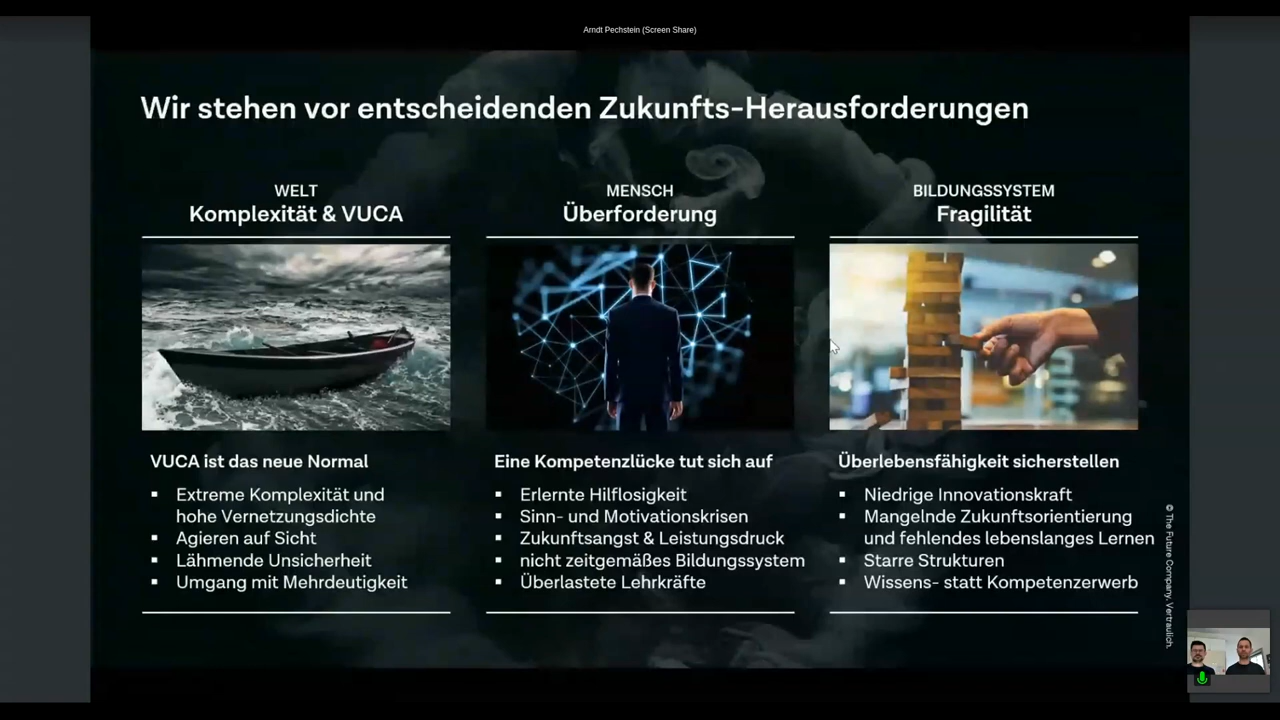 Arndt Pechstein (Screen Share)
Wir stehen vor entscheidenden Zukunfts-Herausforderungen
WELT
Komplexität & VUCA
VUCA ist das neue Normal
▪ Extreme Komplexität und
hohe Vernetzungsdichte
▪ Agieren auf Sicht
▪ Lähmende Unsicherheit
▪ Umgang mit Mehrdeutigkeit
MENSCH
Überforderung
Eine Kompetenzlücke tut sich auf
▪ Erlernte Hilflosigkeit
▪ Sinn- und Motivationskrisen
▪ Zukunftsangst & Leistungsdruck
▪ nicht zeitgemäßes Bildungssystem
▪ Überlastete Lehrkräfte
BILDUNGSSYSTEM
Fragilität
Überlebensfähigkeit sicherstellen
▪ Niedrige Innovationskraft
▪ Mangelnde Zukunftsorientierung
und fehlendes lebenslanges Lernen
▪ Starre Strukturen
▪ Wissens- statt Kompetenzerwerb
© The Future Company. Vertraulich.